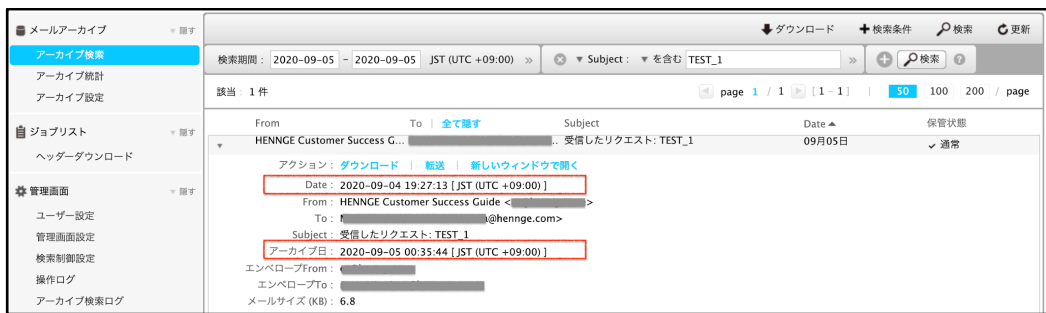 メールアーカイブ ▼ 隠す
アーカイブ検索
アーカイブ統計
アーカイブ設定
ジョブリスト ▼ 隠す
ヘッダーダウンロード
管理画面 ▼ 隠す
ユーザー設定
管理画面設定
検索制御設定
操作ログ
アーカイブ検索ログ
ダウンロード 検索条件 検索 更新
検索期間: 2020-09-05 - 2020-09-05 JST (UTC +09:00) » ▼ Subject: ▼ を含む TEST_1 » 検索
該当: 1 件 page 1 / 1 [ 1 - 1 ] | 50 100 200 / page
From To | 全て隠す Subject Date ▲ 保管状態
HENNGE Customer Success G... .. 受信したリクエスト: TEST_1 09月05日 ✓ 通常
アクション: ダウンロード | 転送 | 新しいウィンドウで開く
Date: 2020-09-04 19:27:13 [ JST (UTC +09:00) ]
From: HENNGE Customer Success Guide < >
To: @hennge.com>
Subject: 受信したリクエスト: TEST_1
アーカイブ日: 2020-09-05 00:35:44 [ JST (UTC +09:00) ]
エンベロープFrom:
エンベロープTo:
メールサイズ (KB): 6.8